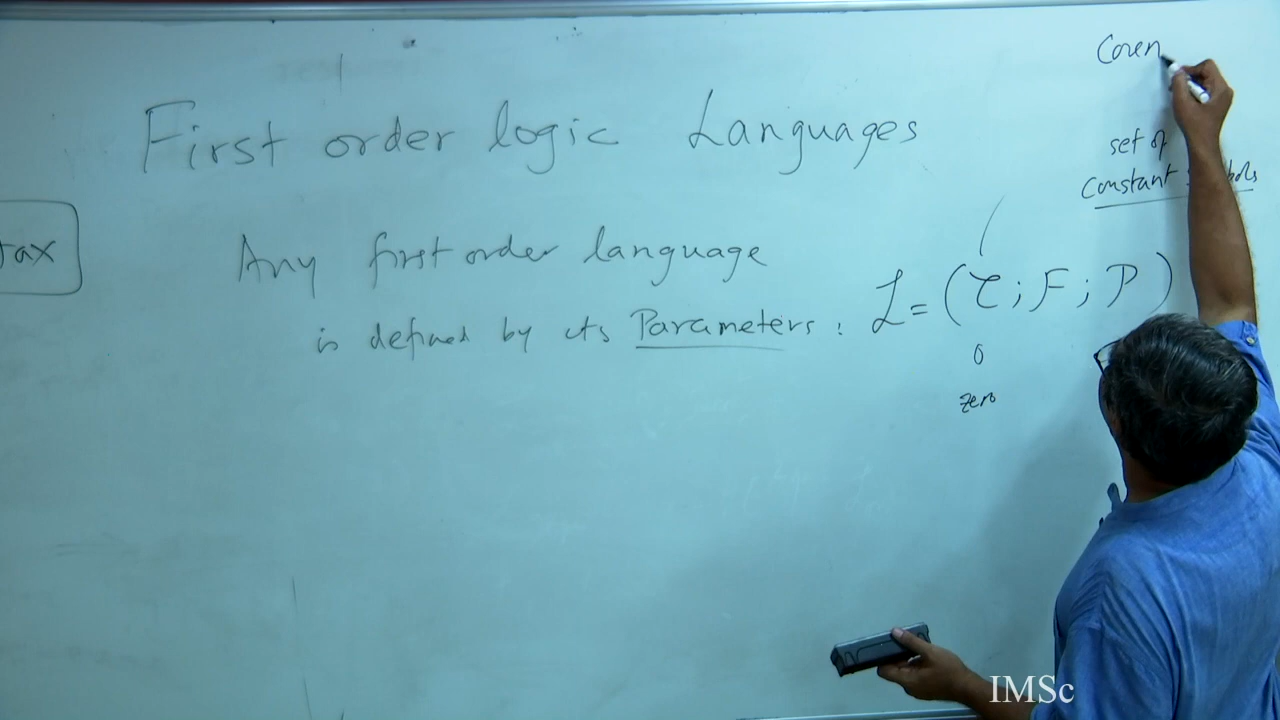 Coven
First order logic Languages
set of
constant
tax
Any first order language
L = (C ; F ; P)
is defined by its Parameters :
0
zero
IMSc